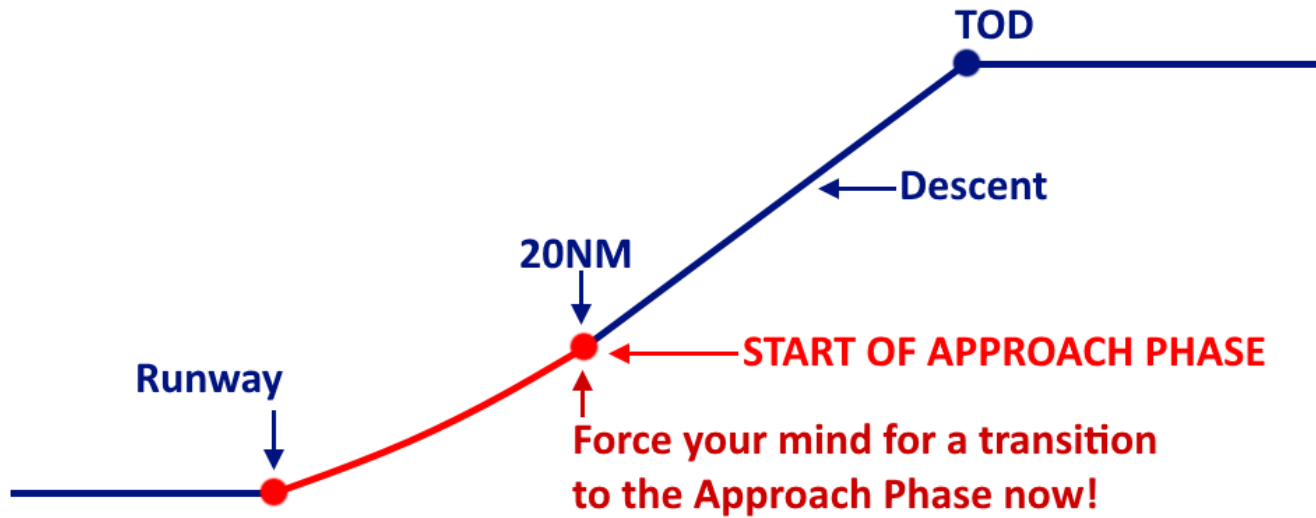 TOD
Descent
20NM
START OF APPROACH PHASE
Runway
Force your mind for a transition
to the Approach Phase now!